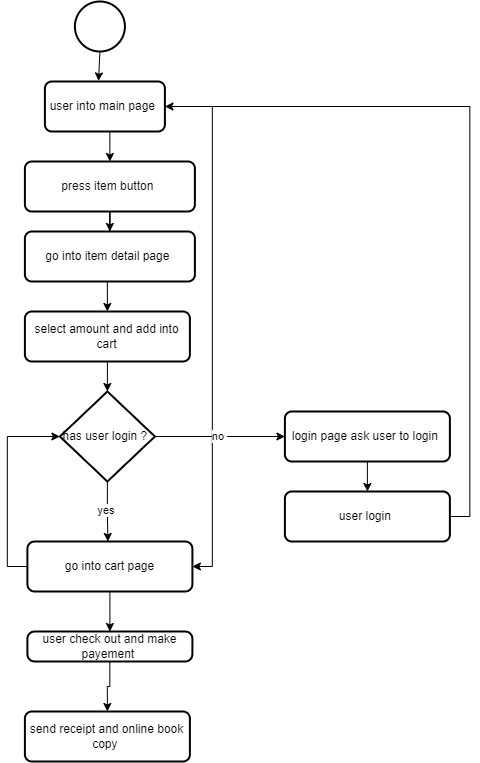 user into main page
press item button
go into item detail page
select amount and add into
cart
has user login ?
no
login page ask user to login
yes
user login
go into cart page
user check out and make
payement
send receipt and online book
copy